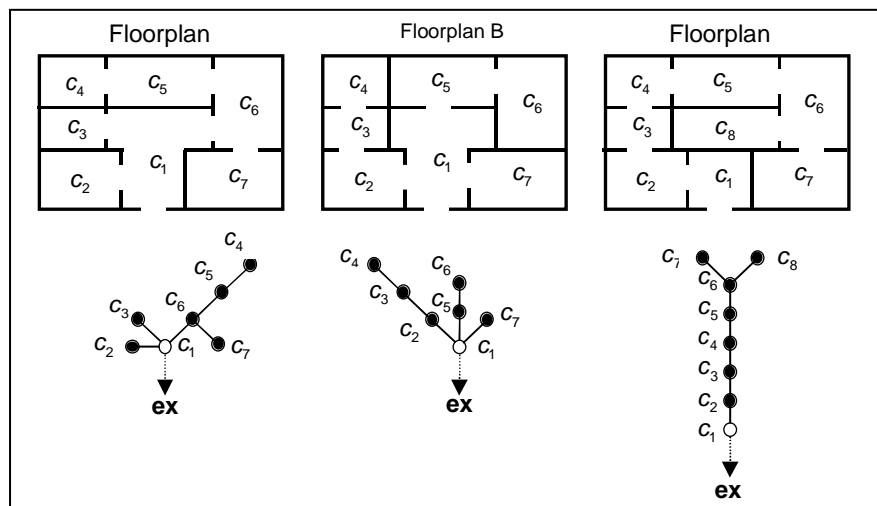 Floorplan
Floorplan B
Floorplan
c4 c5
c6
c3
c1
c2 c7
c4 c5
c6
c3
c1
c2 c7
c4 c5
c6
c3 c8
c2 c1 c7
c4
c5
c3 c6
c2 c1 c7
ex
c4 c6
c3 c5
c2 c7
c1
ex
c7 c8
c6
c5
c4
c3
c2
c1
ex